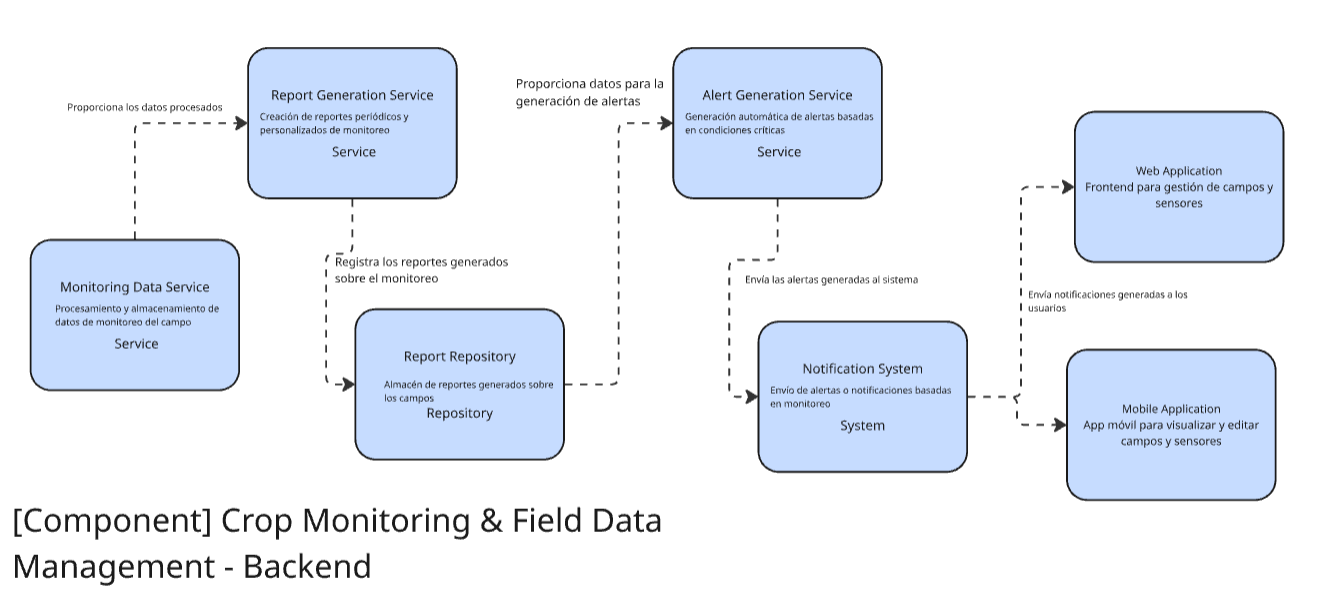 Proporciona los datos procesados
Report Generation Service
Creación de reportes periódicos y
personalizados de monitoreo
Service
Proporciona datos para la
generación de alertas
Alert Generation Service
Generación automática de alertas basadas
en condiciones críticas
Service
Web Application
Frontend para gestión de campos y
sensores
Monitoring Data Service
Procesamiento y almacenamiento de
datos de monitoreo del campo
Service
Registra los reportes generados
sobre el monitoreo
Envía las alertas generadas al sistema
Envía notificaciones generadas a los
usuarios
Report Repository
Almacén de reportes generados sobre
los campos
Repository
Notification System
Envío de alertas o notificaciones basadas
en monitoreo
System
Mobile Application
App móvil para visualizar y editar
campos y sensores
[Component] Crop Monitoring & Field Data
Management - Backend